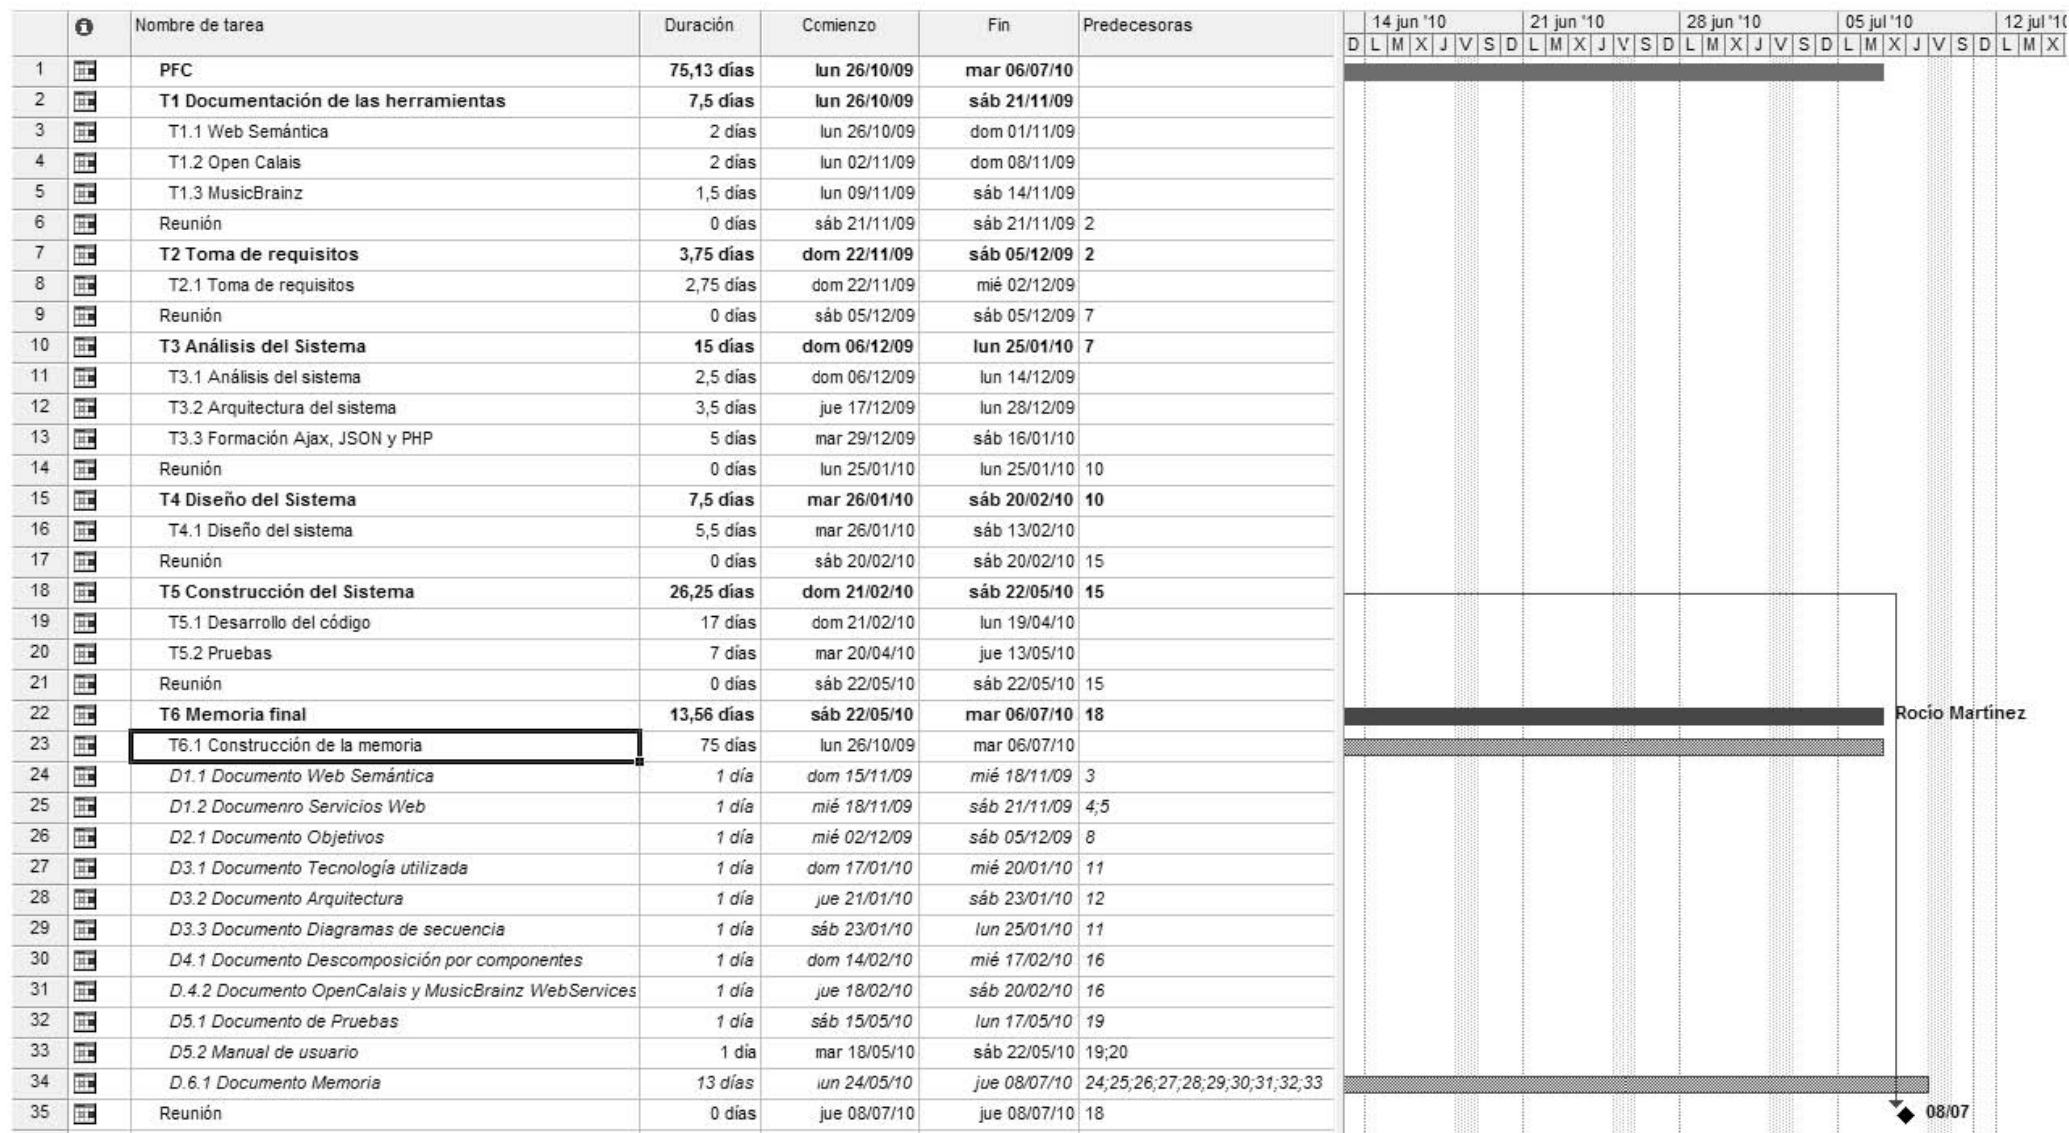 Nombre de tarea Duración Comienzo Fin Predecesoras 14 jun '10 21 jun '10 28 jun '10 05 jul '10 12 jul '10
D L M X J V S D L M X J V S D L M X J V S D L M X J V S D L M X
1 PFC 75,13 días lun 26/10/09 mar 06/07/10
2 T1 Documentación de las herramientas 7,5 días lun 26/10/09 sáb 21/11/09
3 T1.1 Web Semántica 2 días lun 26/10/09 dom 01/11/09
4 T1.2 Open Calais 2 días lun 02/11/09 dom 08/11/09
5 T1.3 MusicBrainz 1,5 días lun 09/11/09 sáb 14/11/09
6 Reunión 0 días sáb 21/11/09 sáb 21/11/09 2
7 T2 Toma de requisitos 3,75 días dom 22/11/09 sáb 05/12/09 2
8 T2.1 Toma de requisitos 2,75 días dom 22/11/09 mié 02/12/09
9 Reunión 0 días sáb 05/12/09 sáb 05/12/09 7
10 T3 Análisis del Sistema 15 días dom 06/12/09 lun 25/01/10 7
11 T3.1 Análisis del sistema 2,5 días dom 06/12/09 lun 14/12/09
12 T3.2 Arquitectura del sistema 3,5 días jue 17/12/09 lun 28/12/09
13 T3.3 Formación Ajax, JSON y PHP 5 días mar 29/12/09 sáb 16/01/10
14 Reunión 0 días lun 25/01/10 lun 25/01/10 10
15 T4 Diseño del Sistema 7,5 días mar 26/01/10 sáb 20/02/10 10
16 T4.1 Diseño del sistema 5,5 días mar 26/01/10 sáb 13/02/10
17 Reunión 0 días sáb 20/02/10 sáb 20/02/10 15
18 T5 Construcción del Sistema 26,25 días dom 21/02/10 sáb 22/05/10 15
19 T5.1 Desarrollo del código 17 días dom 21/02/10 lun 19/04/10
20 T5.2 Pruebas 7 días mar 20/04/10 jue 13/05/10
21 Reunión 0 días sáb 22/05/10 sáb 22/05/10 15
22 T6 Memoria final 13,56 días sáb 22/05/10 mar 06/07/10 18 Rocío Martínez
23 T6.1 Construcción de la memoria 75 días lun 26/10/09 mar 06/07/10
24 D1.1 Documento Web Semántica 1 día dom 15/11/09 mié 18/11/09 3
25 D1.2 Documenro Servicios Web 1 día mié 18/11/09 sáb 21/11/09 4;5
26 D2.1 Documento Objetivos 1 día mié 02/12/09 sáb 05/12/09 8
27 D3.1 Documento Tecnología utilizada 1 día dom 17/01/10 mié 20/01/10 11
28 D3.2 Documento Arquitectura 1 día jue 21/01/10 sáb 23/01/10 12
29 D3.3 Documento Diagramas de secuencia 1 día sáb 23/01/10 lun 25/01/10 11
30 D4.1 Documento Descomposición por componentes 1 día dom 14/02/10 mié 17/02/10 16
31 D.4.2 Documento OpenCalais y MusicBrainz WebServices 1 día jue 18/02/10 sáb 20/02/10 16
32 D5.1 Documento de Pruebas 1 día sáb 15/05/10 lun 17/05/10 19
33 D5.2 Manual de usuario 1 día mar 18/05/10 sáb 22/05/10 19;20
34 D.6.1 Documento Memoria 13 días lun 24/05/10 jue 08/07/10 24;25;26;27;28;29;30;31;32;33
35 Reunión 0 días jue 08/07/10 jue 08/07/10 18 08/07